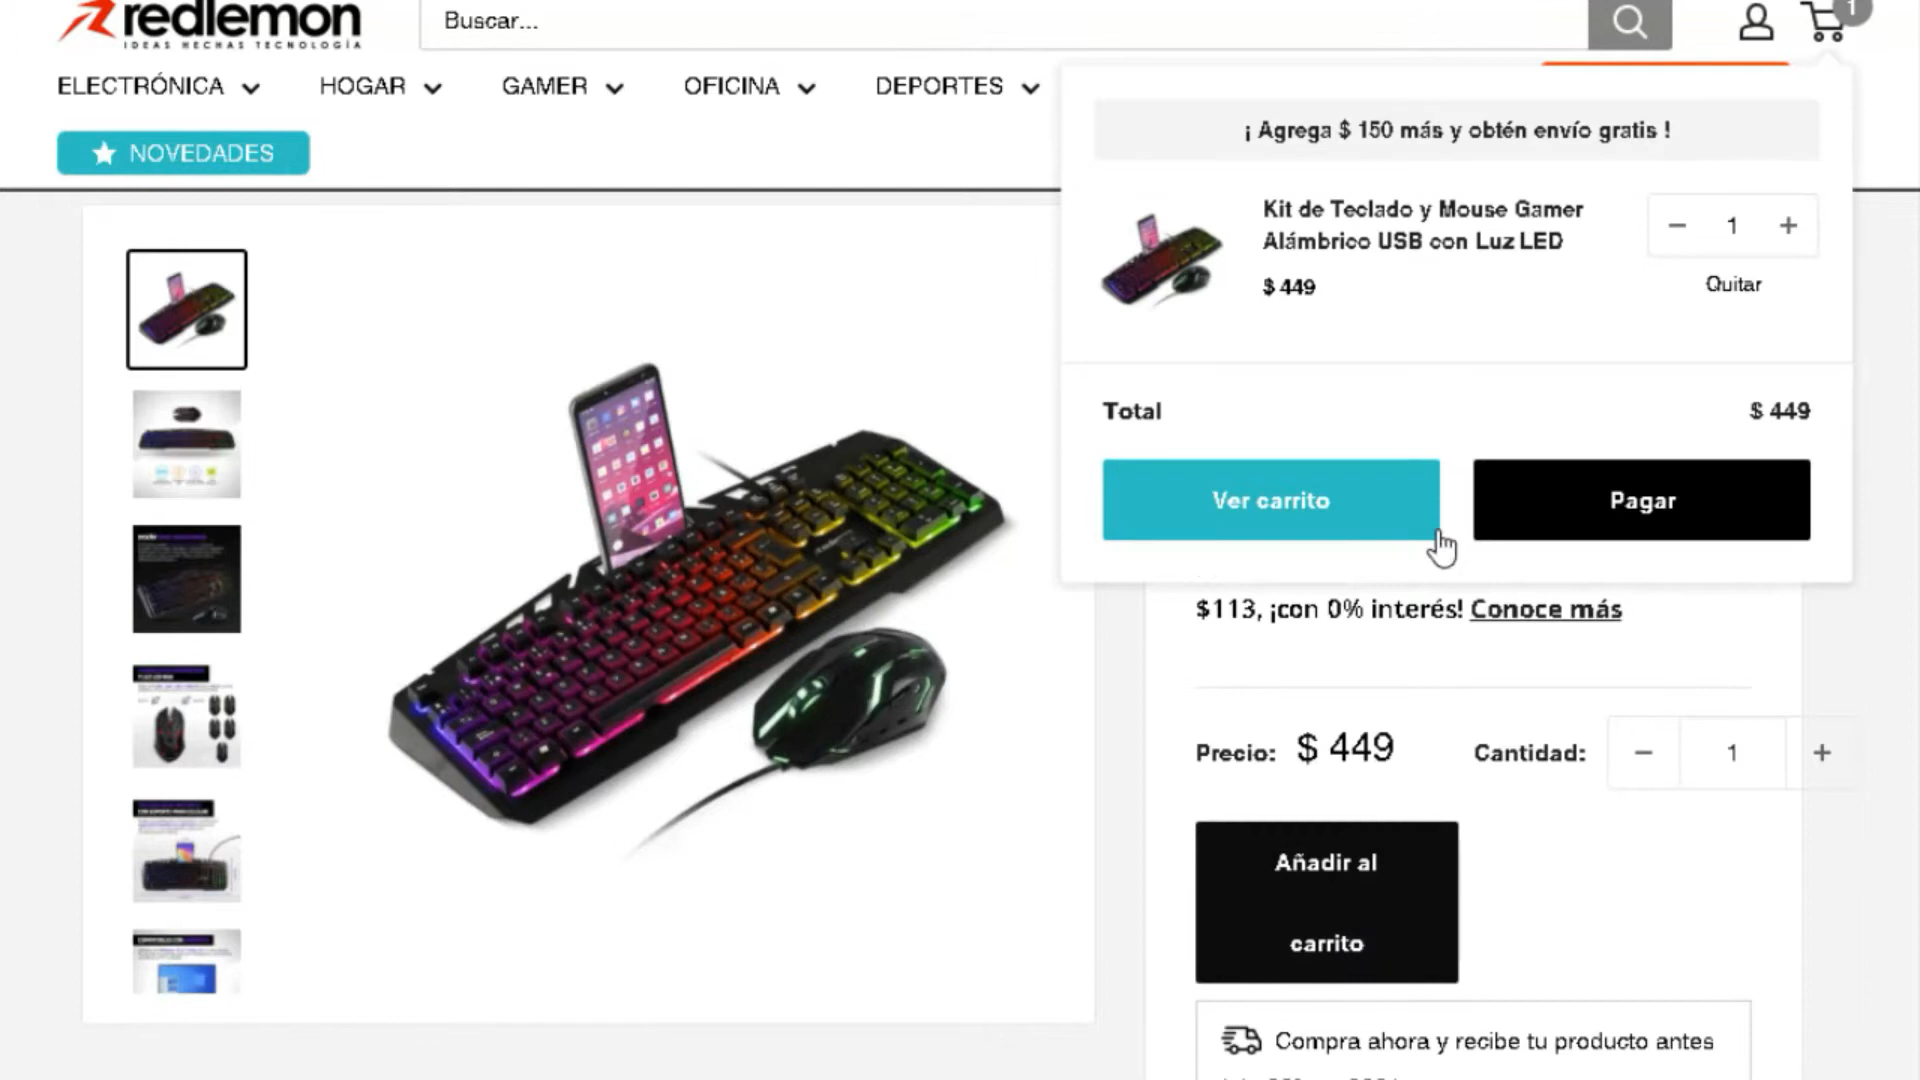 redlemon
IDEAS HECHAS TECNOLOGÍA
Buscar...
1
ELECTRÓNICA
HOGAR
GAMER
OFICINA
DEPORTES
NOVEDADES
¡ Agrega $ 150 más y obtén envío gratis !
Kit de Teclado y Mouse Gamer
Alámbrico USB con Luz LED
$ 449
− 1 +
Quitar
Total
$ 449
Ver carrito
Pagar
$113, ¡con 0% interés! Conoce más
Precio: $ 449
Cantidad: − 1 +
Añadir al
carrito
Compra ahora y recibe tu producto antes